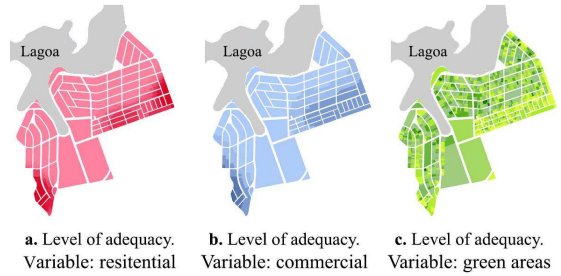 Lagoa
Lagoa
Lagoa
a. Level of adequacy.
Variable: resitential
b. Level of adequacy.
Variable: commercial
c. Level of adequacy.
Variable: green areas